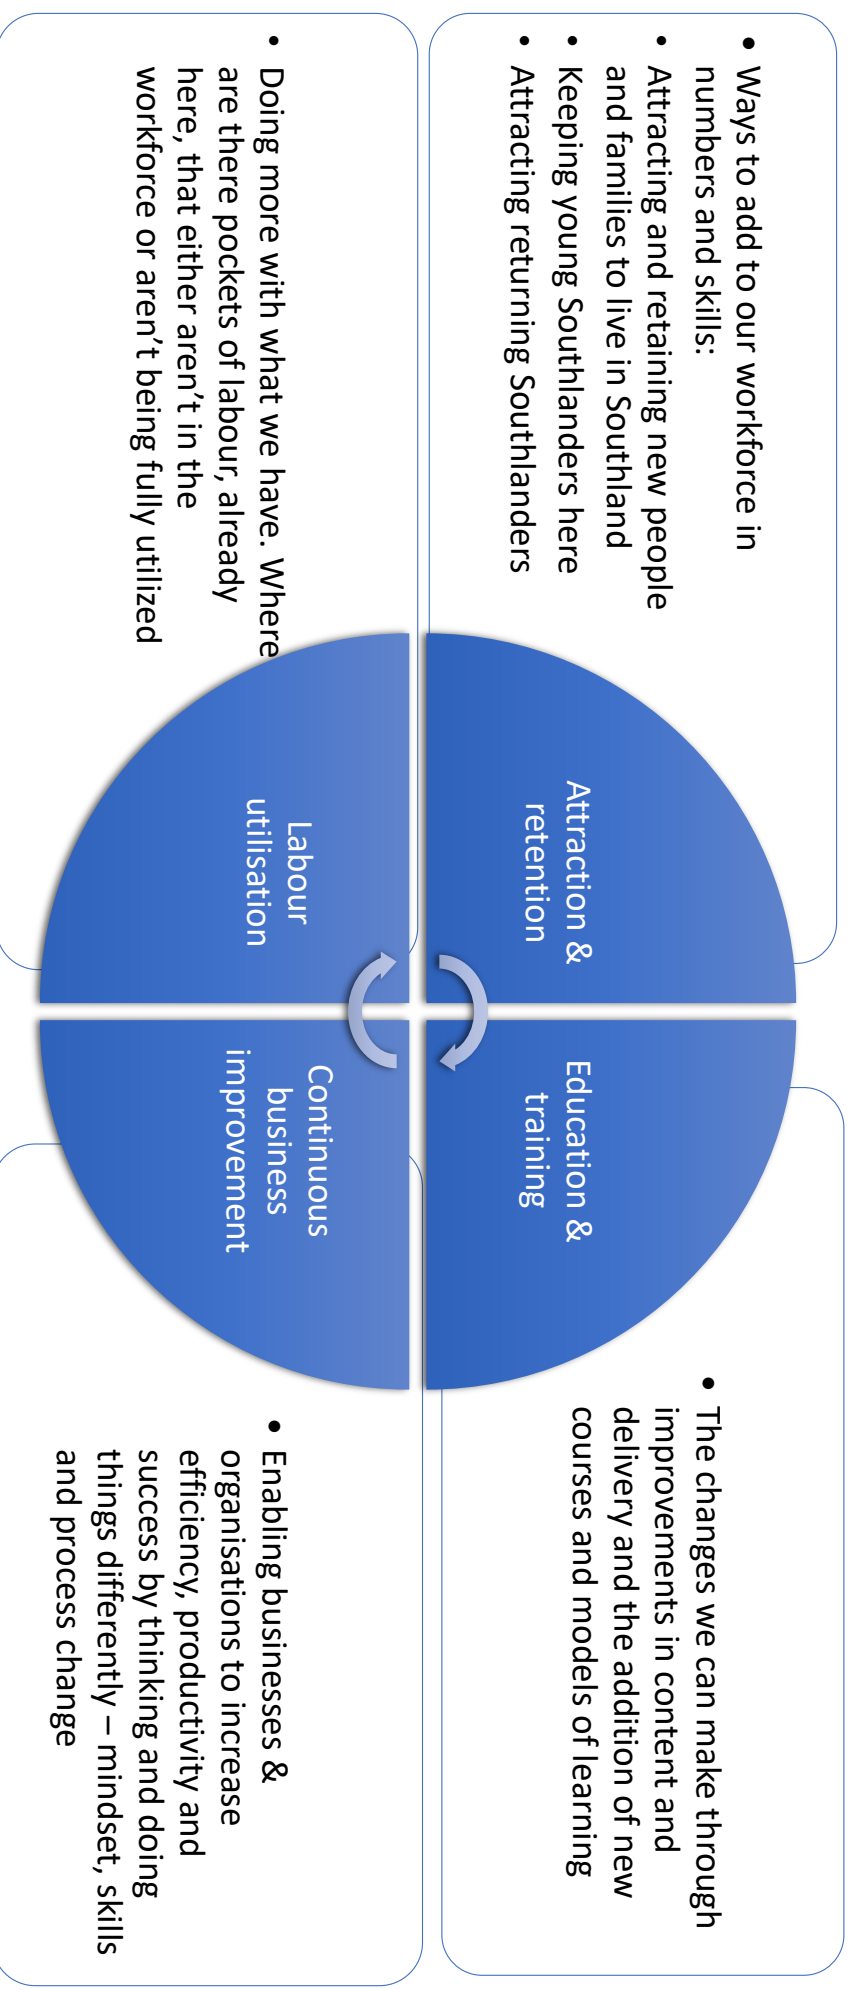 • Ways to add to our workforce in
numbers and skills:
• Attracting and retaining new people
and families to live in Southland
• Keeping young Southlanders here
• Attracting returning Southlanders
Attraction &
retention
Education &
training
• The changes we can make through
improvements in content and
delivery and the addition of new
courses and models of learning
• Doing more with what we have. Where
are there pockets of labour, already
here, that either aren’t in the
workforce or aren’t being fully utilized
Labour
utilisation
Continuous
business
improvement
• Enabling businesses &
organisations to increase
efficiency, productivity and
success by thinking and doing
things differently – mindset, skills
and process change